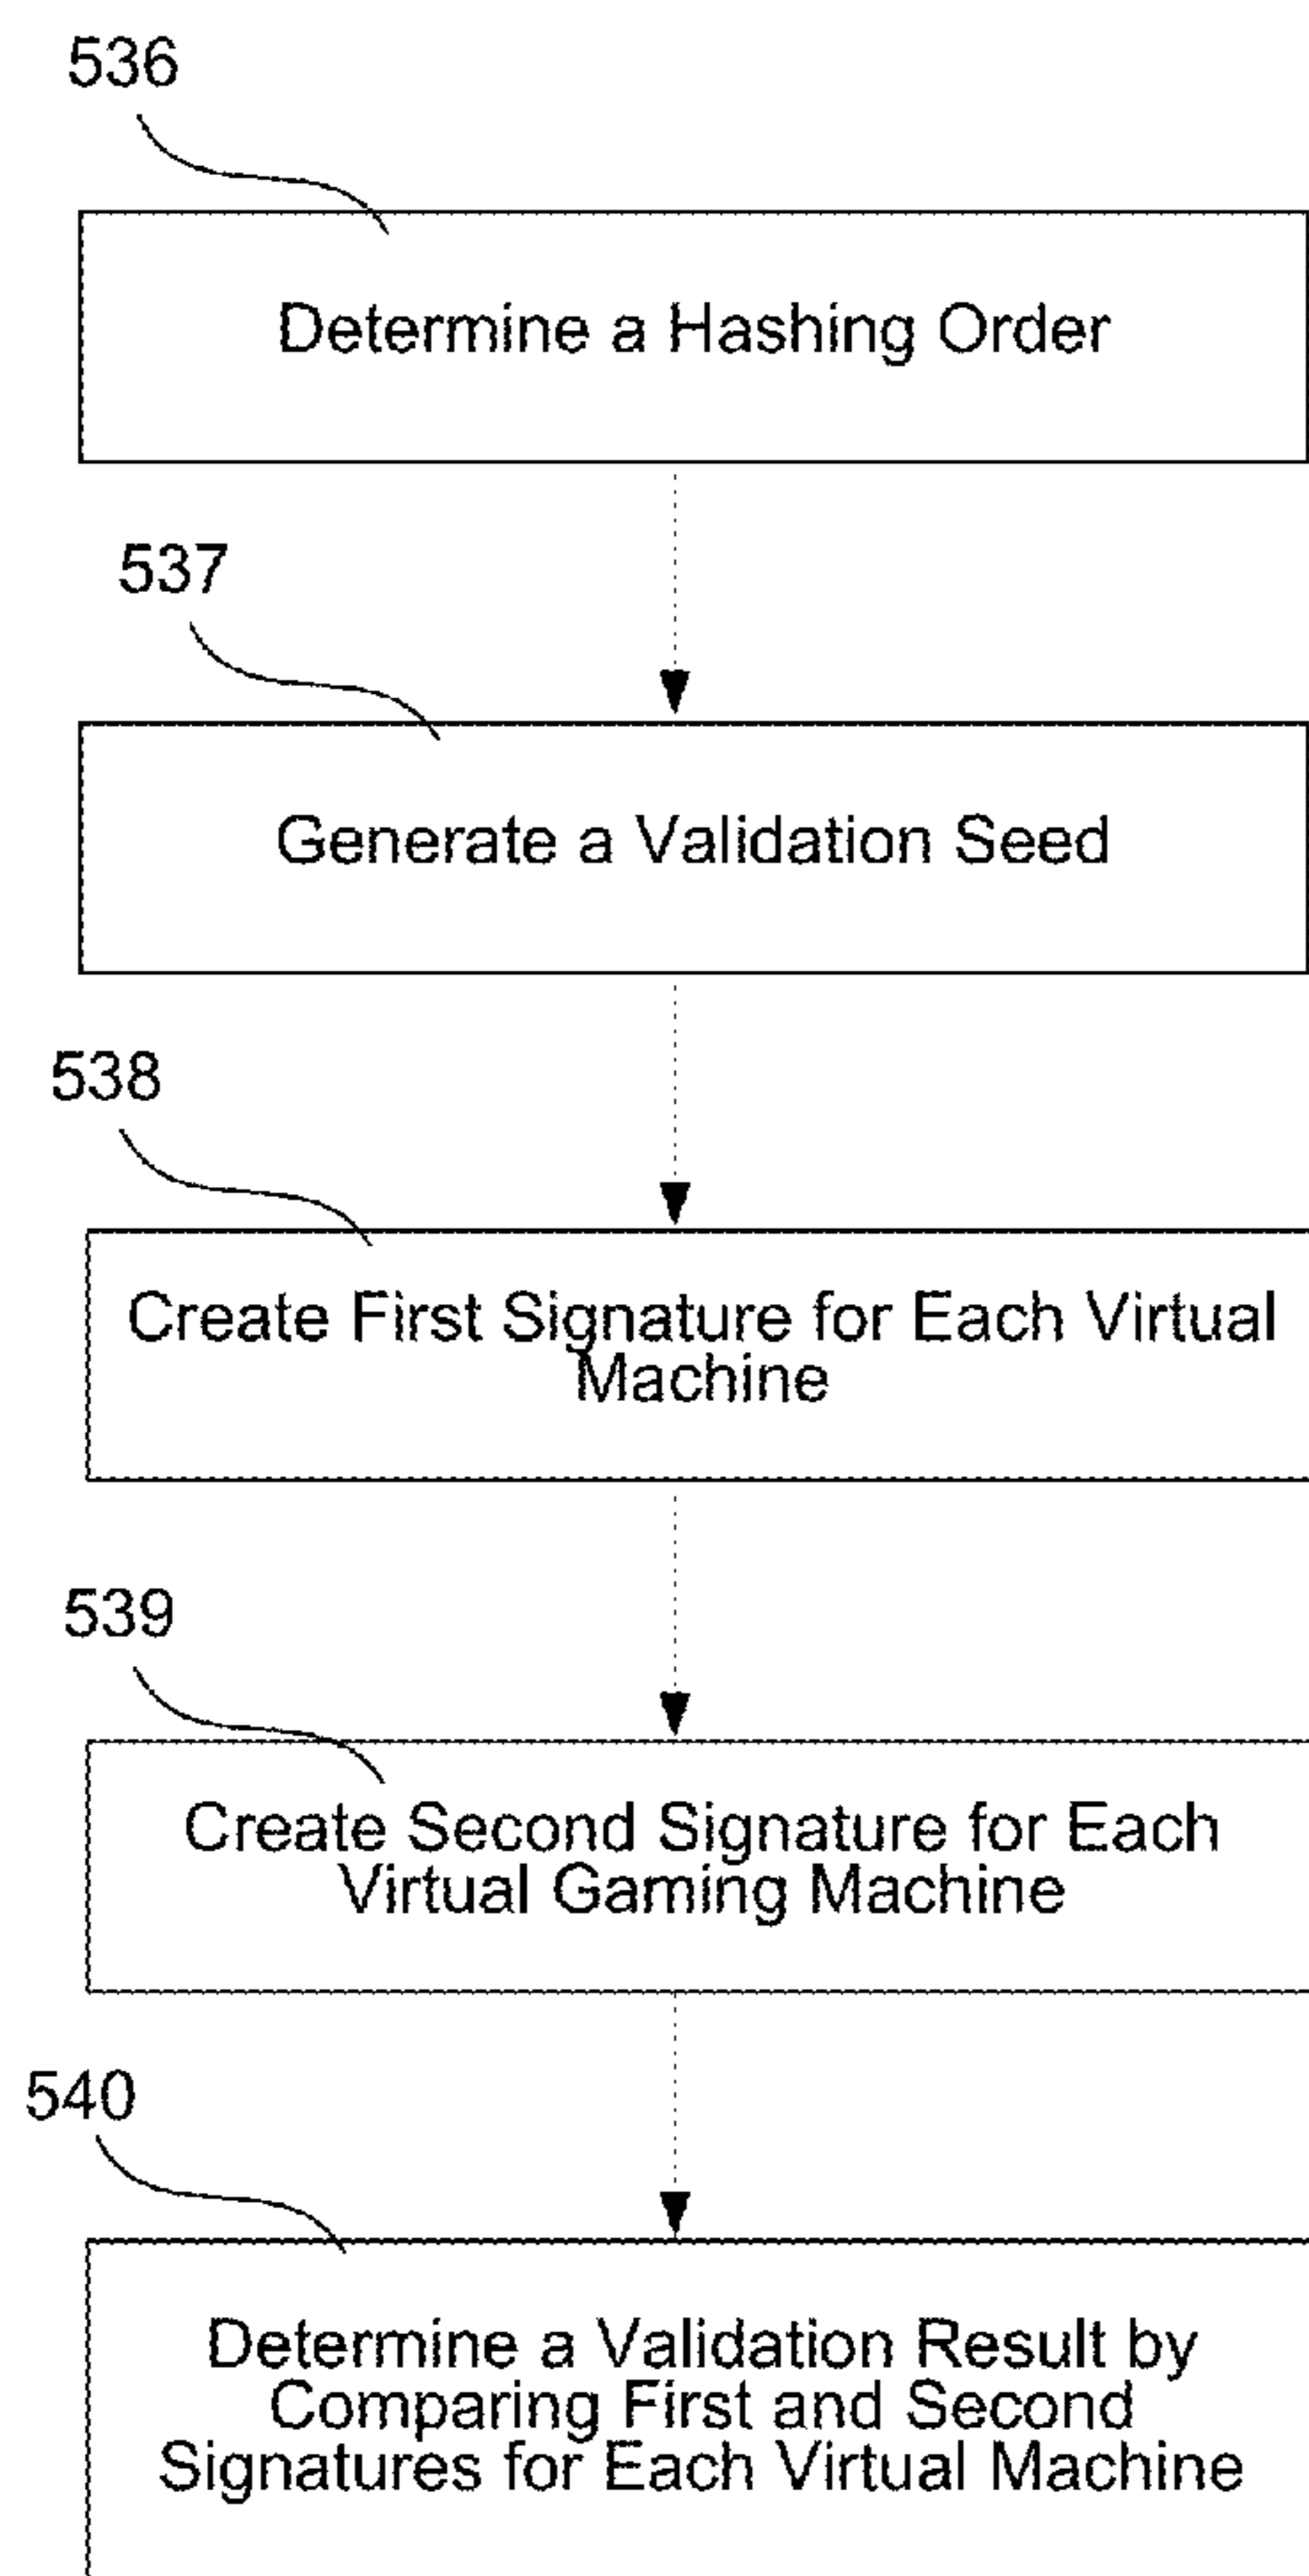 536
Determine a Hashing Order
537
Generate a Validation Seed
538
Create First Signature for Each Virtual
Machine
539
Create Second Signature for Each
Virtual Gaming Machine
540
Determine a Validation Result by
Comparing First and Second
Signatures for Each Virtual Machine